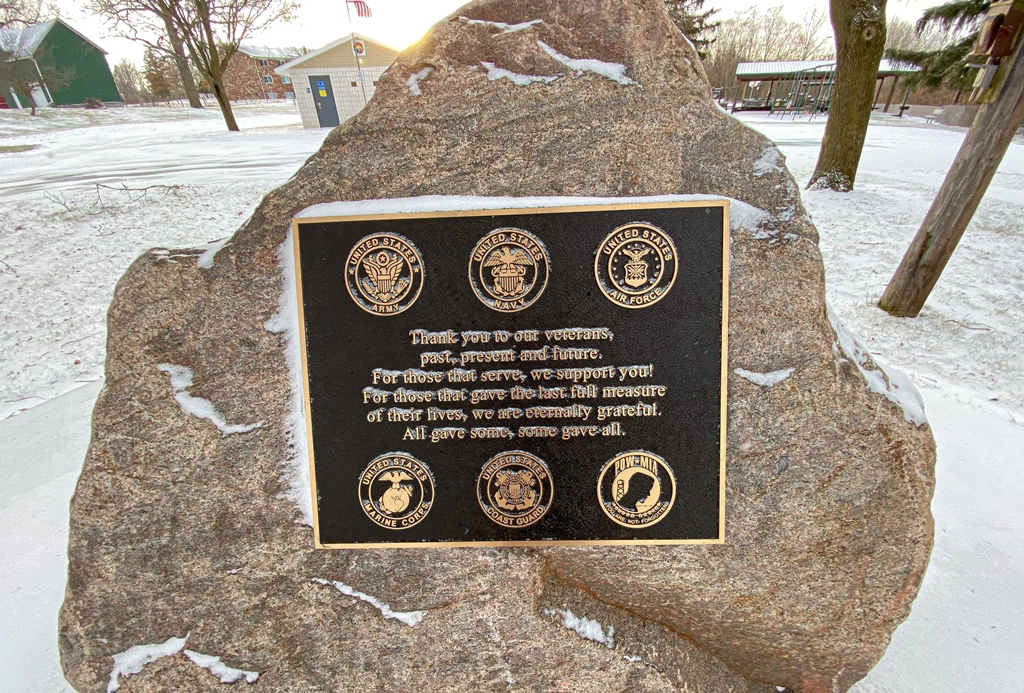 UNITED STATES
ARMY
UNITED STATES
NAVY
UNITED STATES
AIR FORCE
Thank you to our veterans,
past, present and future.
For those that serve, we support you!
For those that gave the last full measure
of their lives, we are eternally grateful.
All gave some, some gave all.
UNITED STATES
MARINE CORPS
UNITED STATES
COAST GUARD
POW★MIA